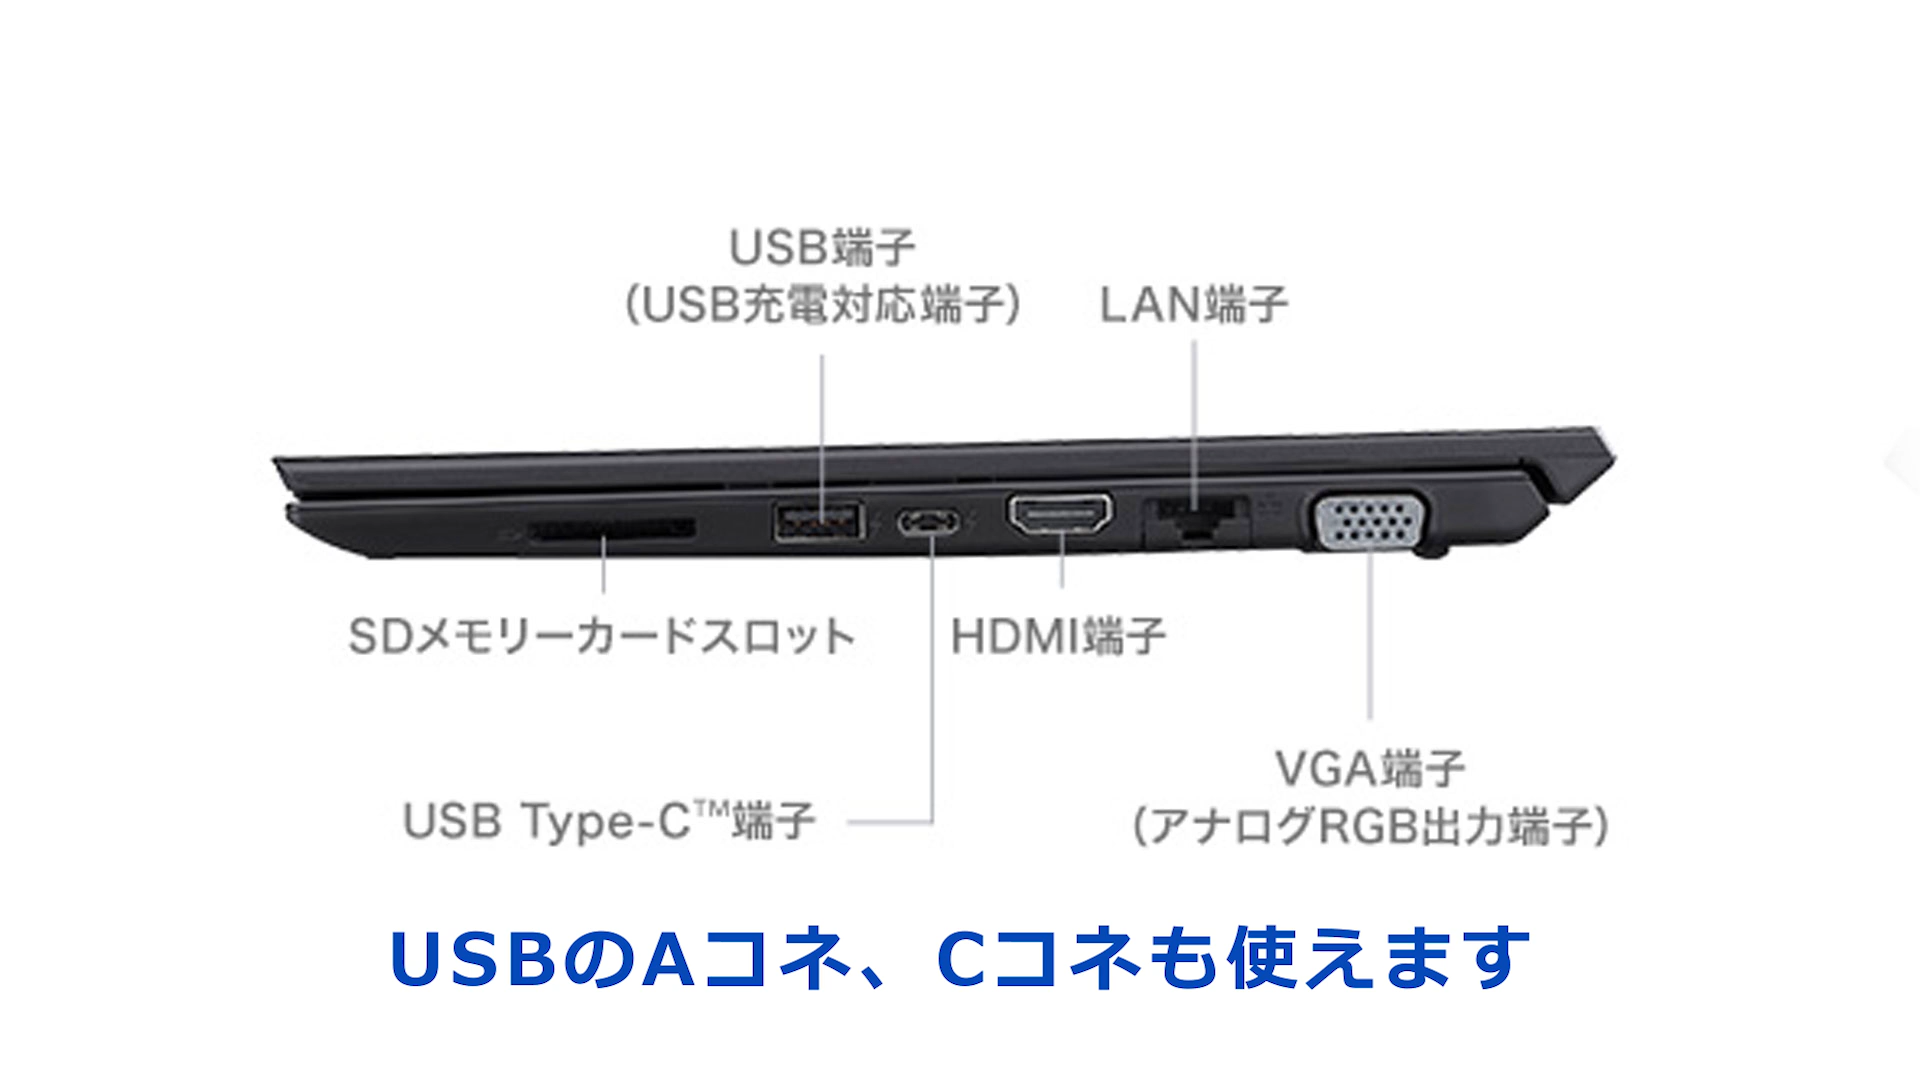 USB端子
(USB充電対応端子)
LAN端子
SDメモリーカードスロット
HDMI端子
USB Type-C™端子
VGA端子
(アナログRGB出力端子)
USBのAコネ、Cコネも使えます